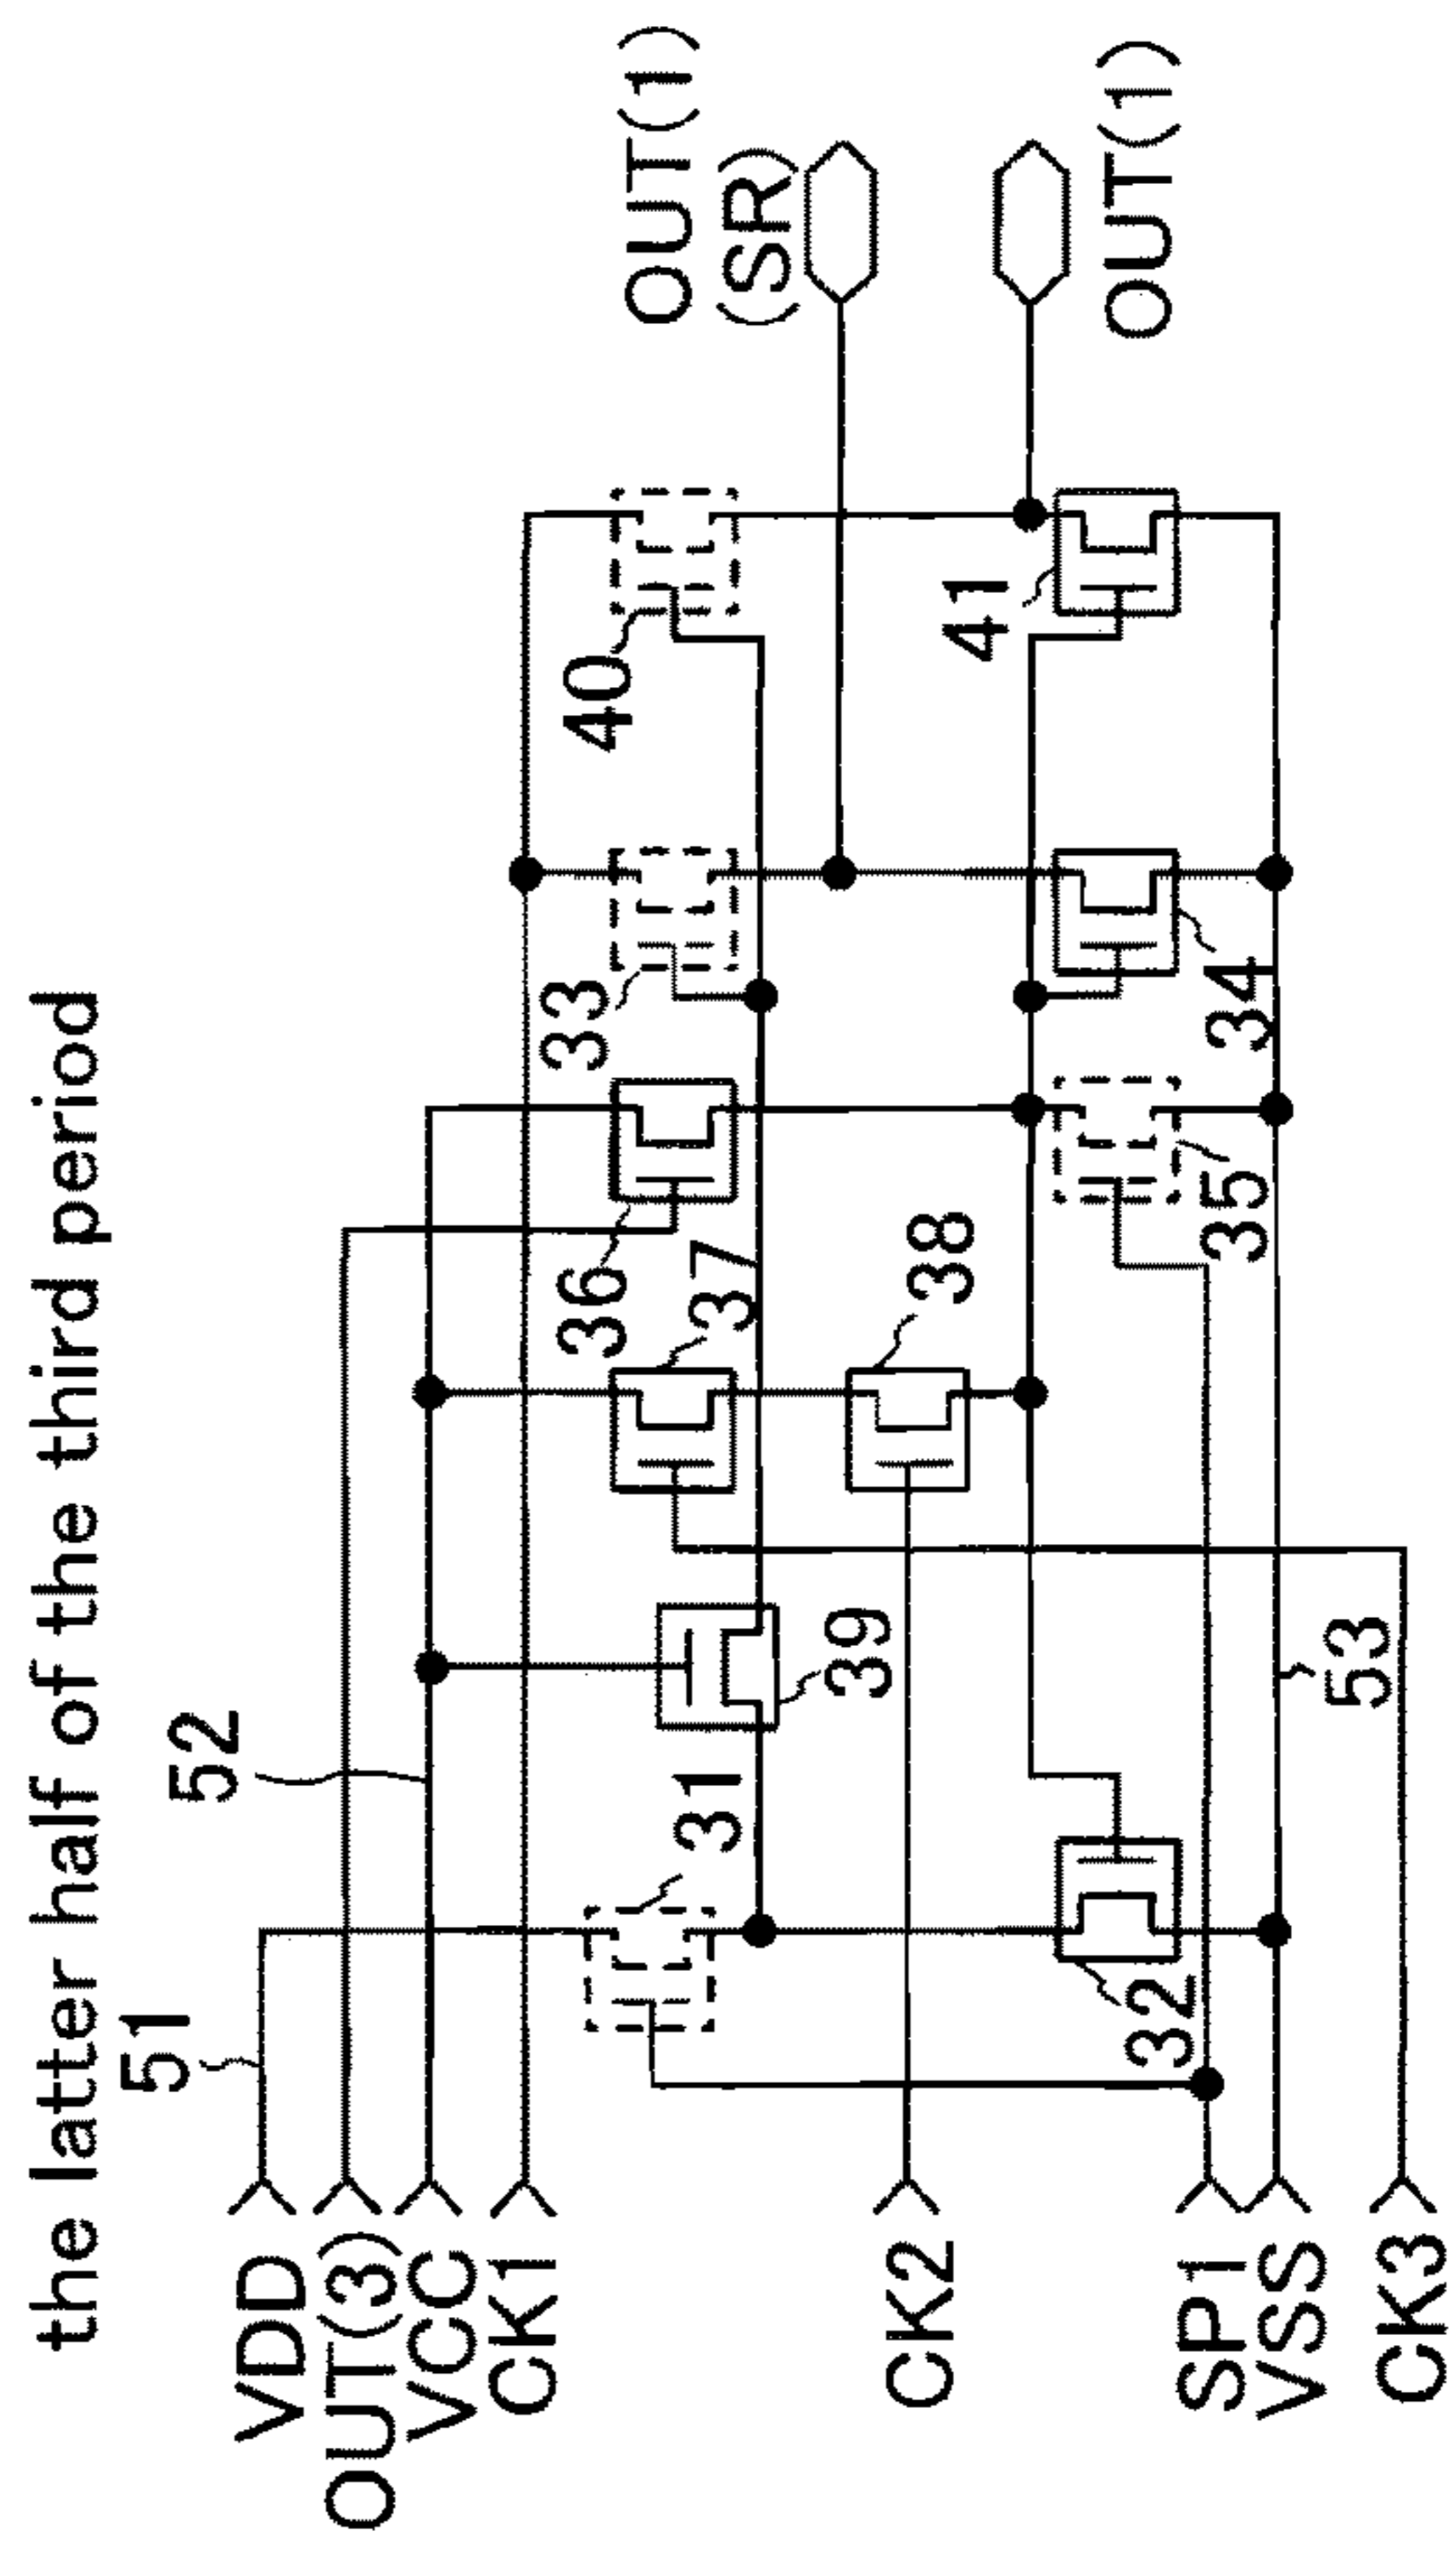 the latter half of the third period
51
52
VDD
OUT(3)
VCC
CK1
CK2
SP1
VSS
CK3
31
32
39
53
37
38
36
35
33
34
40
41
OUT(1)
(SR)
OUT(1)